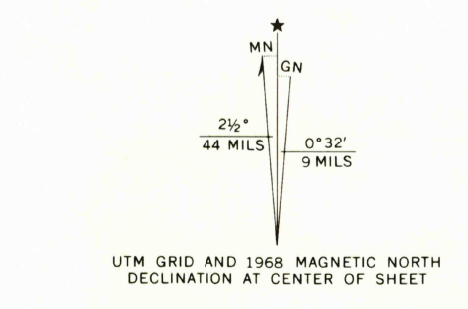 MN
GN
2½°
44 MILS
0°32'
9 MILS
UTM GRID AND 1968 MAGNETIC NORTH
DECLINATION AT CENTER OF SHEET